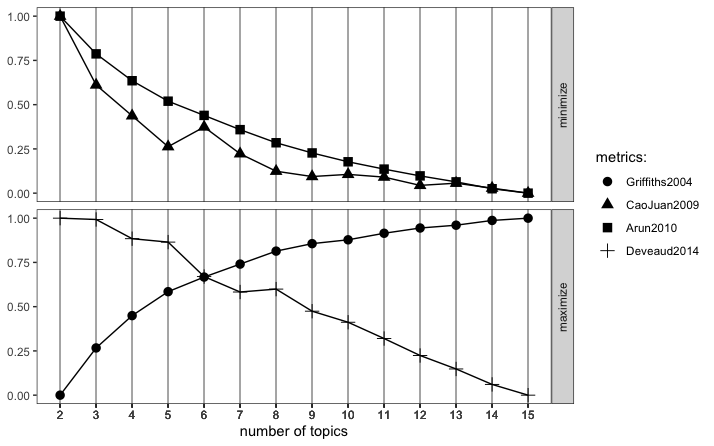 1.00
0.75
0.50
0.25
0.00
minimize
1.00
0.75
0.50
0.25
0.00
maximize
2 3 4 5 6 7 8 9 10 11 12 13 14 15
number of topics
metrics:
Griffiths2004
CaoJuan2009
Arun2010
Deveaud2014